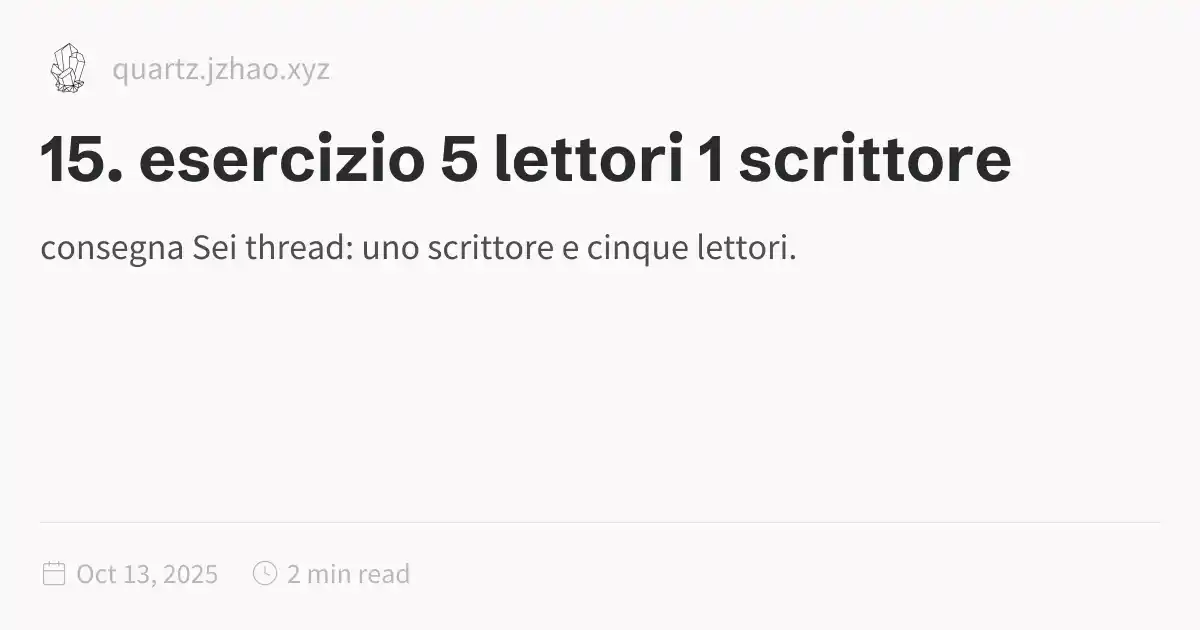 quartz.jzhao.xyz
15. esercizio 5 lettori 1 scrittore
consegna Sei thread: uno scrittore e cinque lettori.
Oct 13, 2025 2 min read